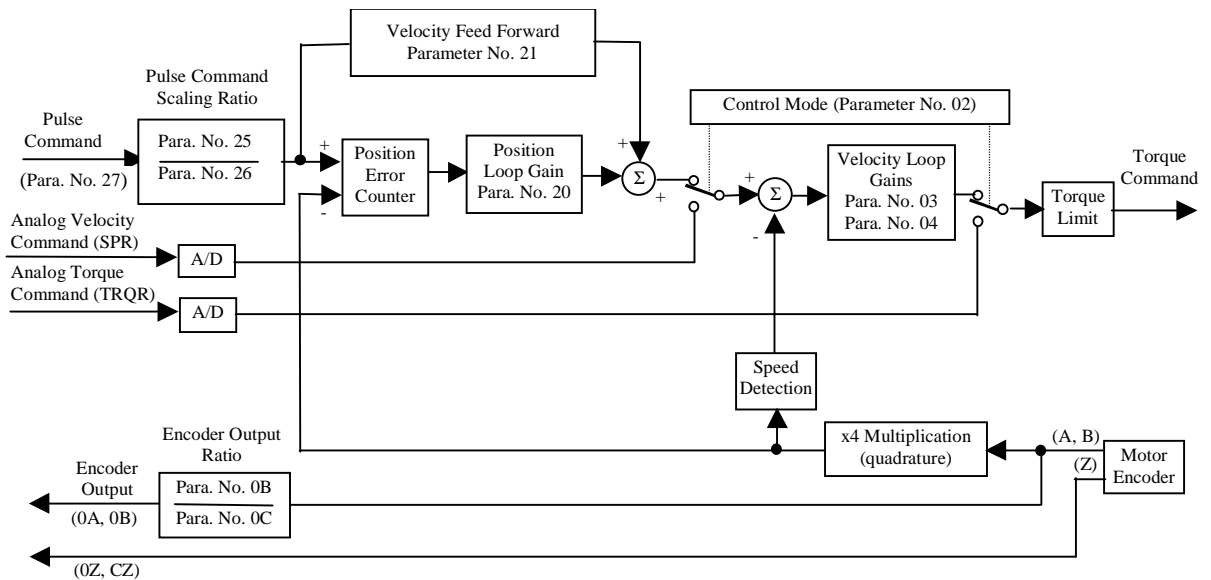 Velocity Feed Forward
Parameter No. 21
Pulse Command
Scaling Ratio
Control Mode (Parameter No. 02)
Pulse
Command
(Para. No. 27)
Para. No. 25
Para. No. 26
+
-
Position
Error
Counter
Position
Loop Gain
Para. No. 20
+
Σ
+
+
Σ
-
Velocity Loop
Gains
Para. No. 03
Para. No. 04
Torque
Limit
Torque
Command
Analog Velocity
Command (SPR)
A/D
Analog Torque
Command (TRQR)
A/D
Speed
Detection
x4 Multiplication
(quadrature)
(A, B)
(Z)
Motor
Encoder
Encoder Output
Ratio
Encoder
Output
(0A, 0B)
Para. No. 0B
Para. No. 0C
(0Z, CZ)